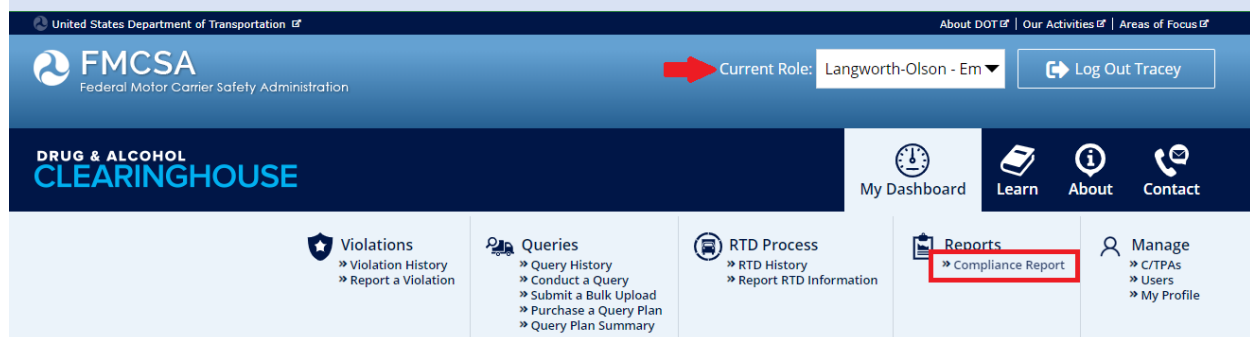 United States Department of Transportation
About DOT | Our Activities | Areas of Focus
FMCSA
Federal Motor Carrier Safety Administration
Current Role: Langworth-Olson - Em
Log Out Tracey
DRUG & ALCOHOL
CLEARINGHOUSE
My Dashboard
Learn
About
Contact
Violations
» Violation History
» Report a Violation
Queries
» Query History
» Conduct a Query
» Submit a Bulk Upload
» Purchase a Query Plan
» Query Plan Summary
RTD Process
» RTD History
» Report RTD Information
Reports
» Compliance Report
Manage
» C/TPAs
» Users
» My Profile